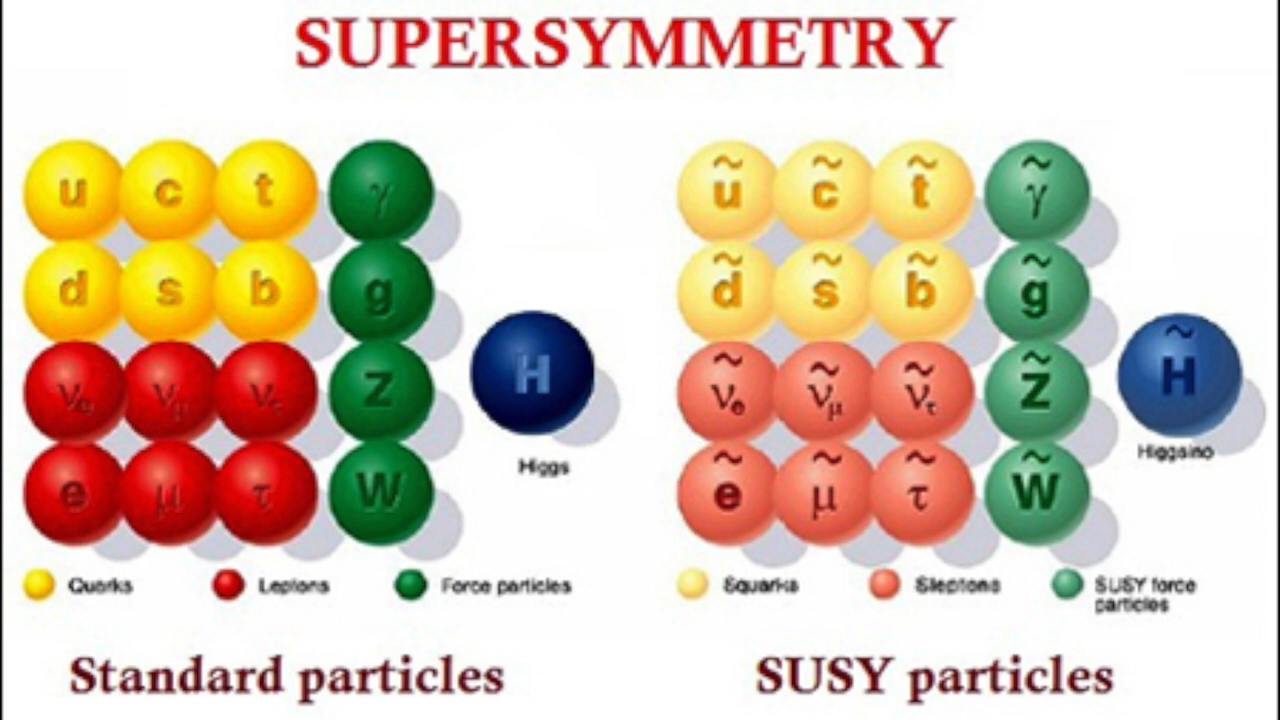 SUPERSYMMETRY
u c t γ
d s b g
νe νμ ντ Z
e μ τ W
H
Higgs
Quarks Leptons Force particles
Standard particles
ũ c̃ t̃ γ̃
d̃ s̃ b̃ g̃
ν̃e ν̃μ ν̃τ Z̃
ẽ μ̃ τ̃ W̃
H̃
Higgsino
Squarks Sleptons SUSY force
particles
SUSY particles